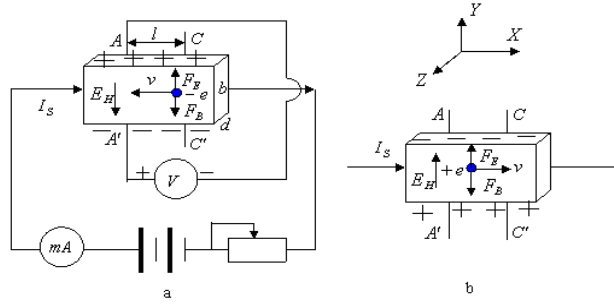 A l C
E_H v F_E b
- e
I_S
F_B d
A' C''
+ V -
mA
a
Y
X
Z
A C
I_S E_H + e F_E v
F_B
A' C''
b